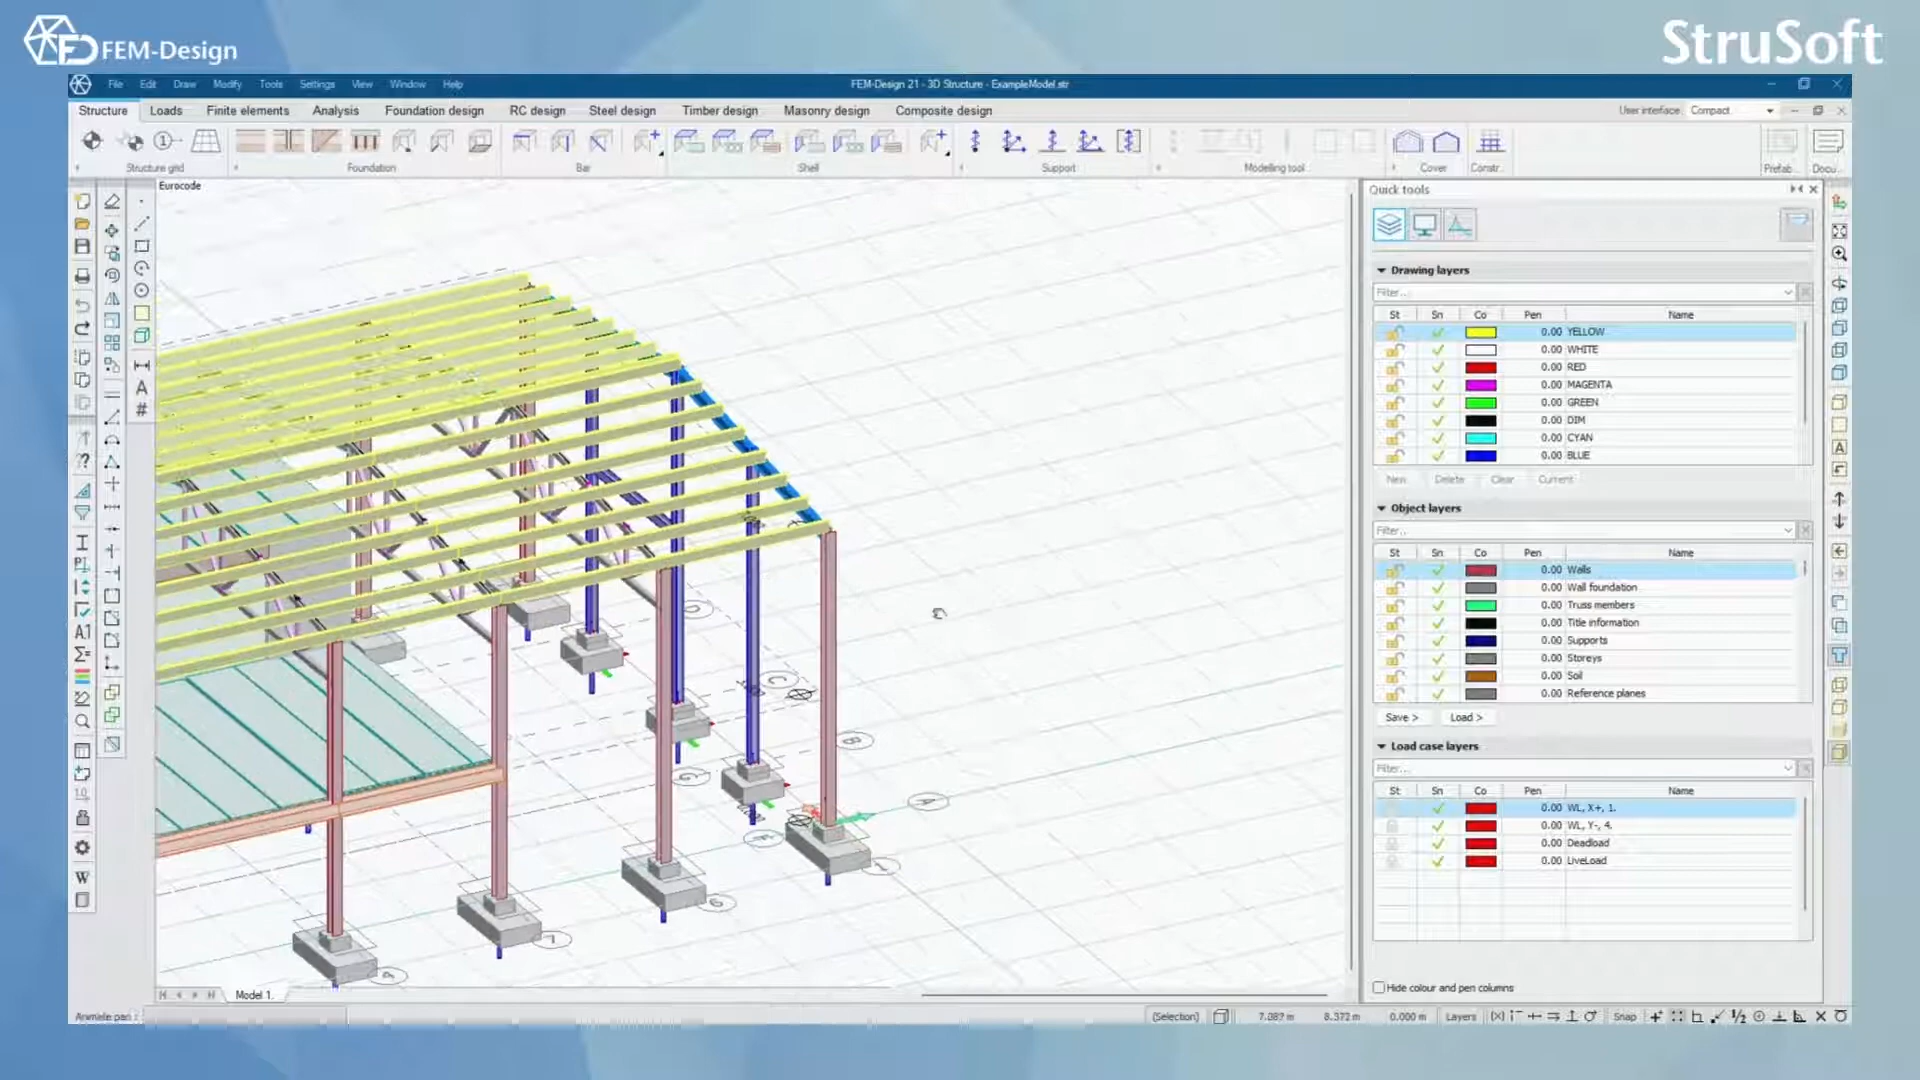 FEM-Design
StruSoft
File Edit Draw Modify Tools Settings View Window Help
FEM-Design 21 - 3D Structure - ExampleModel.str
Structure Loads Finite elements Analysis Foundation design RC design Steel design Timber design Masonry design Composite design
User interface: Compact
Structure grid Foundation Bar Shell Support Modelling tool Cover Constr... Prefab... Docu...
Eurocode
Quick tools
Drawing layers
Filter...
St Sn Co Pen Name
0.00 YELLOW
0.00 WHITE
0.00 RED
0.00 MAGENTA
0.00 GREEN
0.00 DIM
0.00 CYAN
0.00 BLUE
New Delete Clear Current
Object layers
Filter...
St Sn Co Pen Name
0.00 Walls
0.00 Wall foundation
0.00 Truss members
0.00 Title information
0.00 Supports
0.00 Storeys
0.00 Soil
0.00 Reference planes
Save > Load >
Load case layers
Filter...
St Sn Co Pen Name
0.00 WL, X+, 1.
0.00 WL, Y-, 4.
0.00 Deadload
0.00 LiveLoad
Hide colour and pen columns
Model 1.
(Selection) 7.089 m 8.372 m 0.000 m Layers Snap